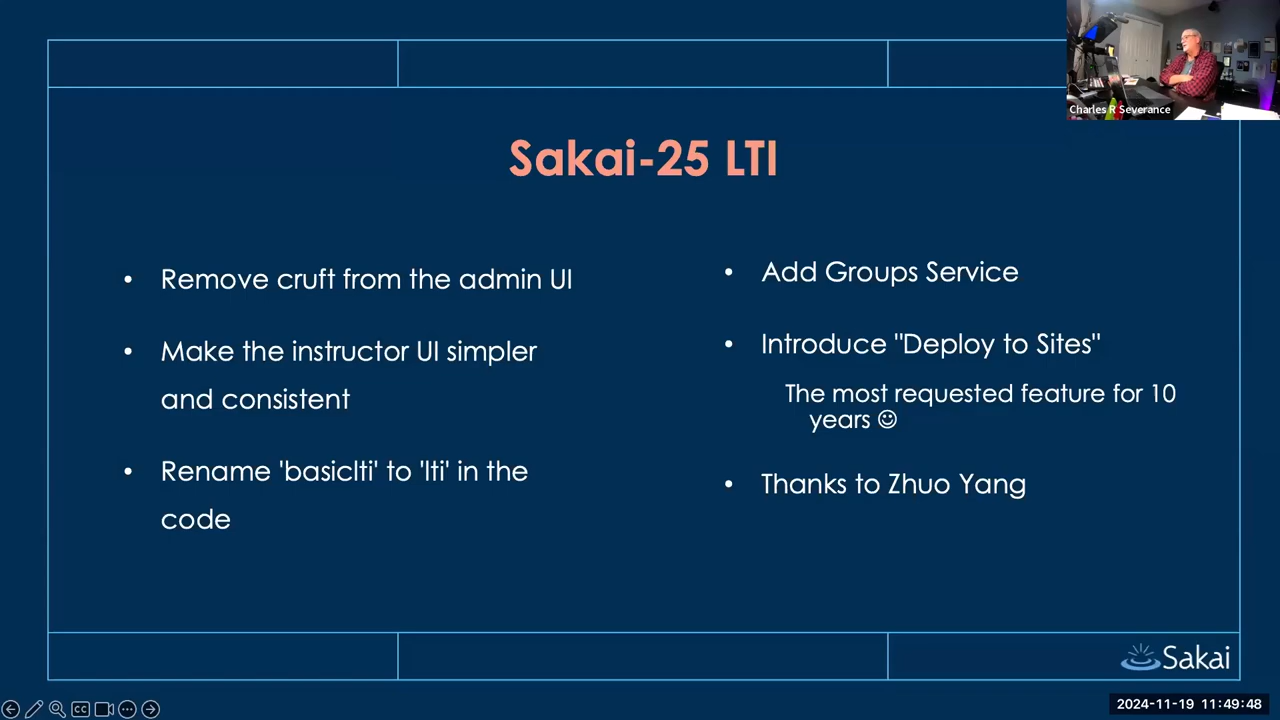 Charles R Severance
Sakai-25 LTI
• Remove cruft from the admin UI
• Make the instructor UI simpler
and consistent
• Rename 'basiclti' to 'lti' in the
code
• Add Groups Service
• Introduce "Deploy to Sites"
The most requested feature for 10
years ☺
• Thanks to Zhuo Yang
Sakai
CC
2024-11-19 11:49:48